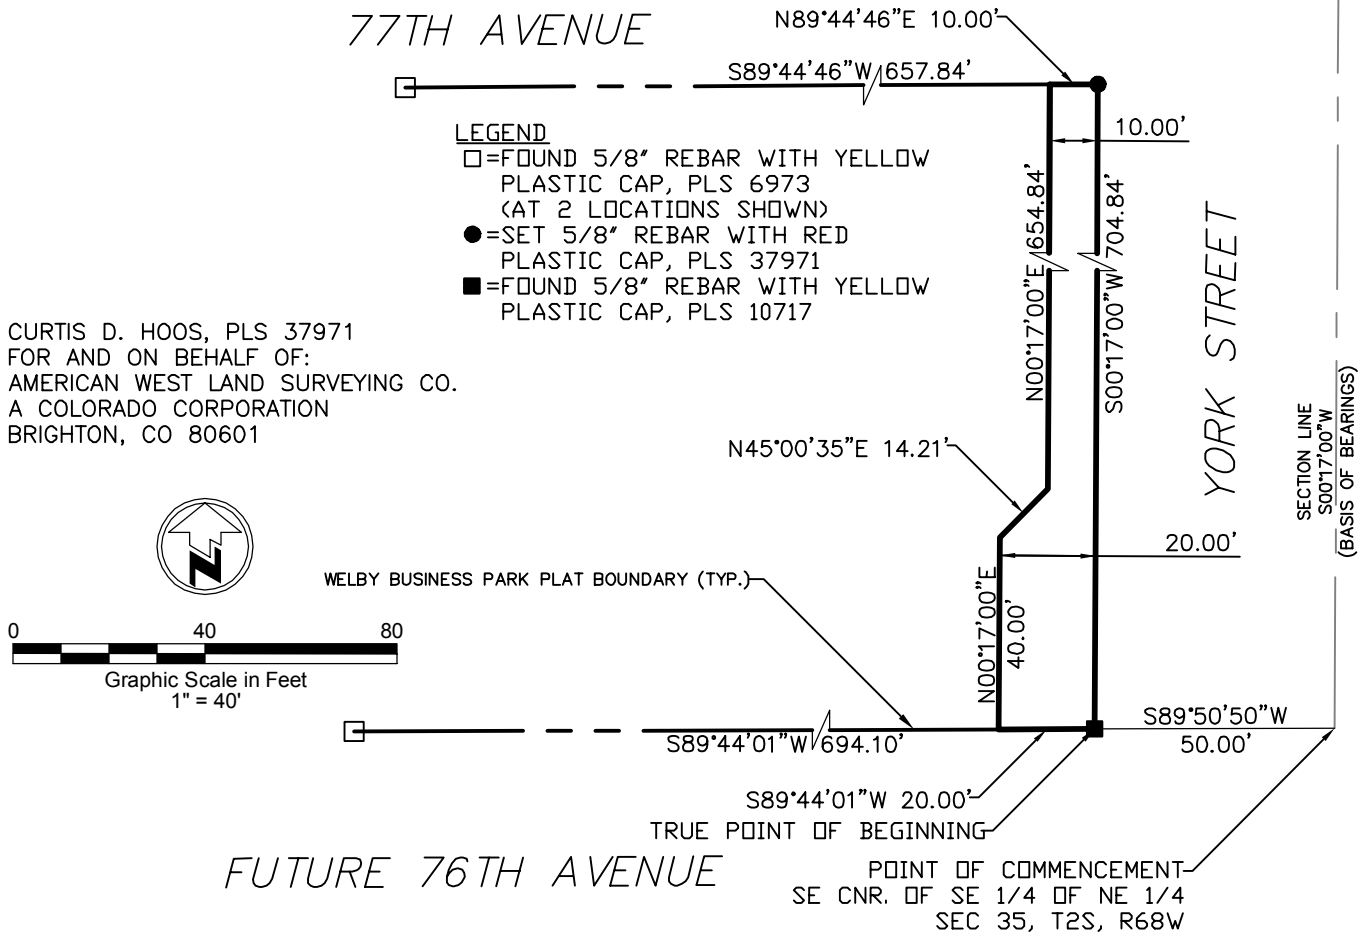 77TH AVENUE
N89°44'46"E 10.00'
S89°44'46"W 657.84'
10.00'
LEGEND
□=FOUND 5/8" REBAR WITH YELLOW
PLASTIC CAP, PLS 6973
(AT 2 LOCATIONS SHOWN)
●=SET 5/8" REBAR WITH RED
PLASTIC CAP, PLS 37971
■=FOUND 5/8" REBAR WITH YELLOW
PLASTIC CAP, PLS 10717
N00°17'00"E 654.84'
S00°17'00"W 704.84'
YORK STREET
SECTION LINE
S00°17'00"W
(BASIS OF BEARINGS)
CURTIS D. HOOS, PLS 37971
FOR AND ON BEHALF OF:
AMERICAN WEST LAND SURVEYING CO.
A COLORADO CORPORATION
BRIGHTON, CO 80601
N45°00'35"E 14.21'
20.00'
N
WELBY BUSINESS PARK PLAT BOUNDARY (TYP.)
N00°17'00"E
40.00'
0 40 80
Graphic Scale in Feet
1" = 40'
S89°44'01"W 694.10'
S89°50'50"W
50.00'
S89°44'01"W 20.00'
TRUE POINT OF BEGINNING
FUTURE 76TH AVENUE
POINT OF COMMENCEMENT
SE CNR. OF SE 1/4 OF NE 1/4
SEC 35, T2S, R68W